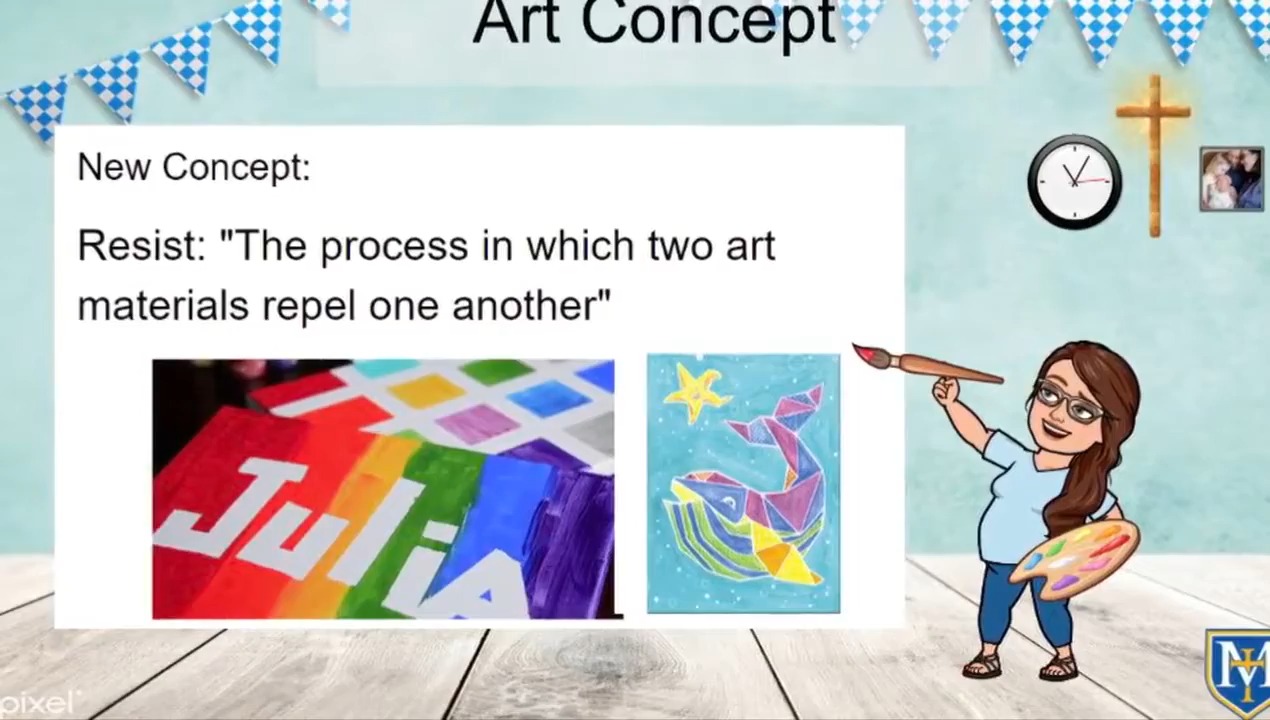 Art Concept
New Concept:
Resist: "The process in which two art
materials repel one another"
Julia
M
pixel